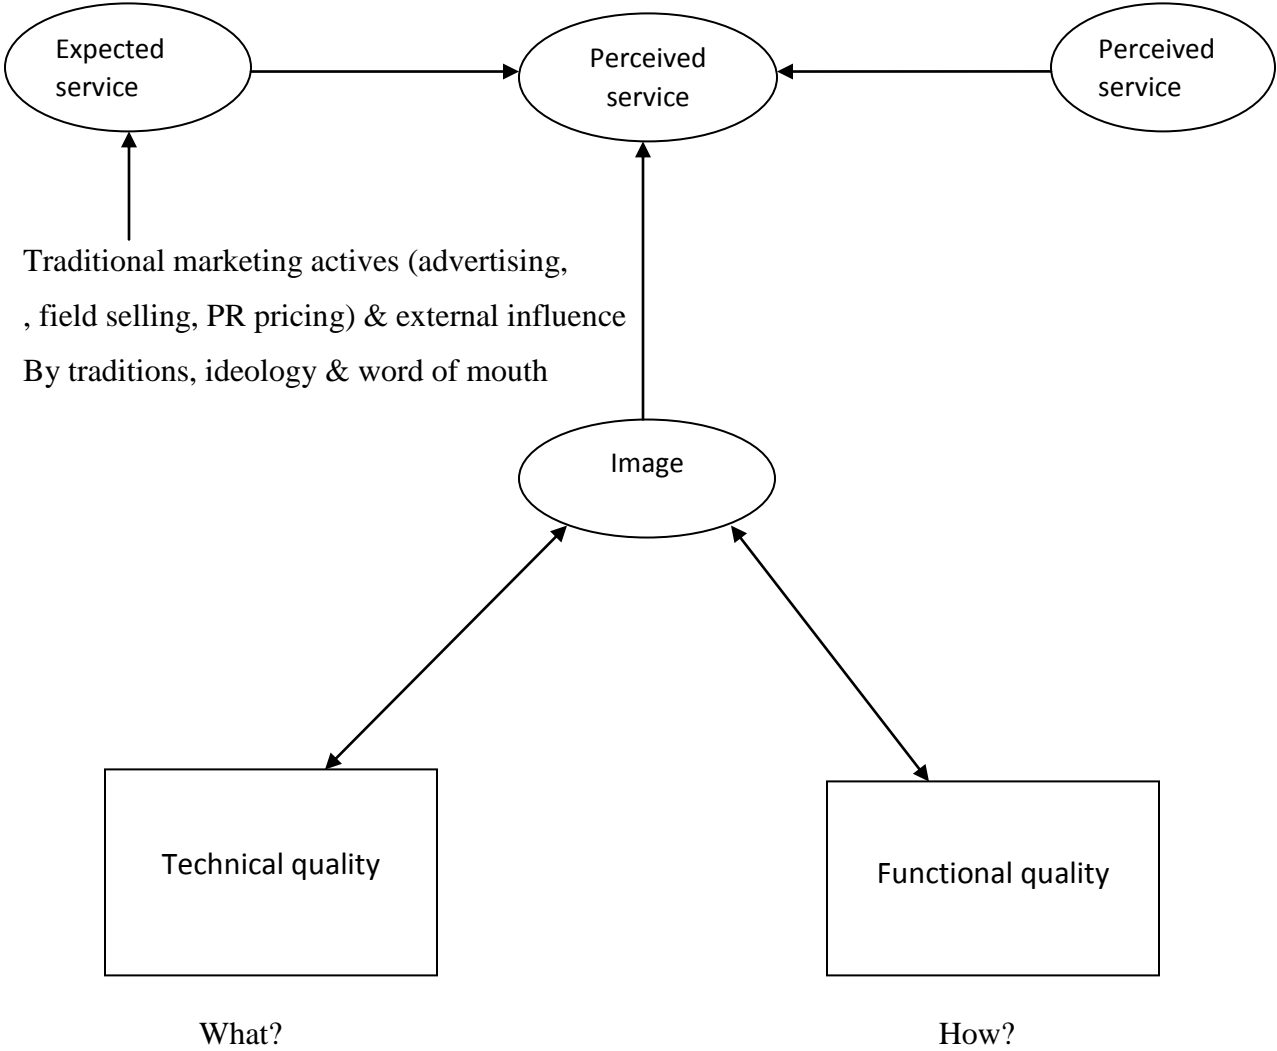 Expected
service
Perceived
service
Perceived
service
Traditional marketing actives (advertising,
, field selling, PR pricing) & external influence
By traditions, ideology & word of mouth
Image
Technical quality
Functional quality
What?
How?